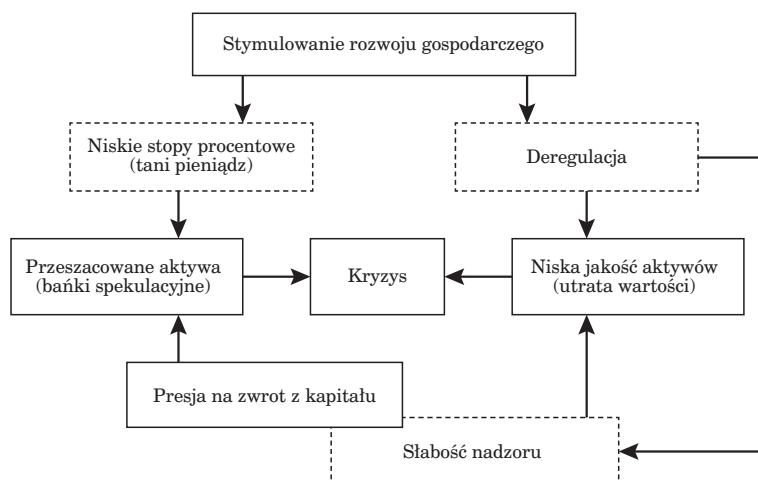 Stymulowanie rozwoju gospodarczego
Niskie stopy procentowe
(tani pieniądz)
Deregulacja
Przeszacowane aktywa
(bańki spekulacyjne)
Kryzys
Niska jakość aktywów
(utrata wartości)
Presja na zwrot z kapitału
Słabość nadzoru